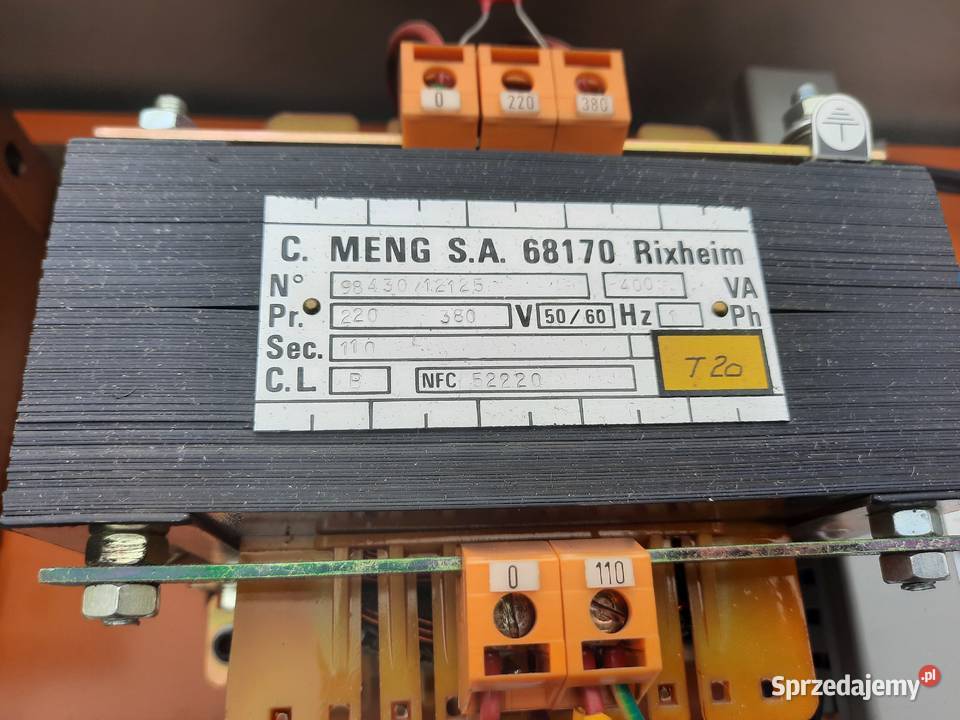 0 220 380
C. MENG S.A. 68170 Rixheim
N° 98430/12125 400 VA
Pr. 220 380 V 50/60 Hz 1 Ph
Sec. 110
C.L B NFC 52220
T20
0 110
Sprzedajemy.pl